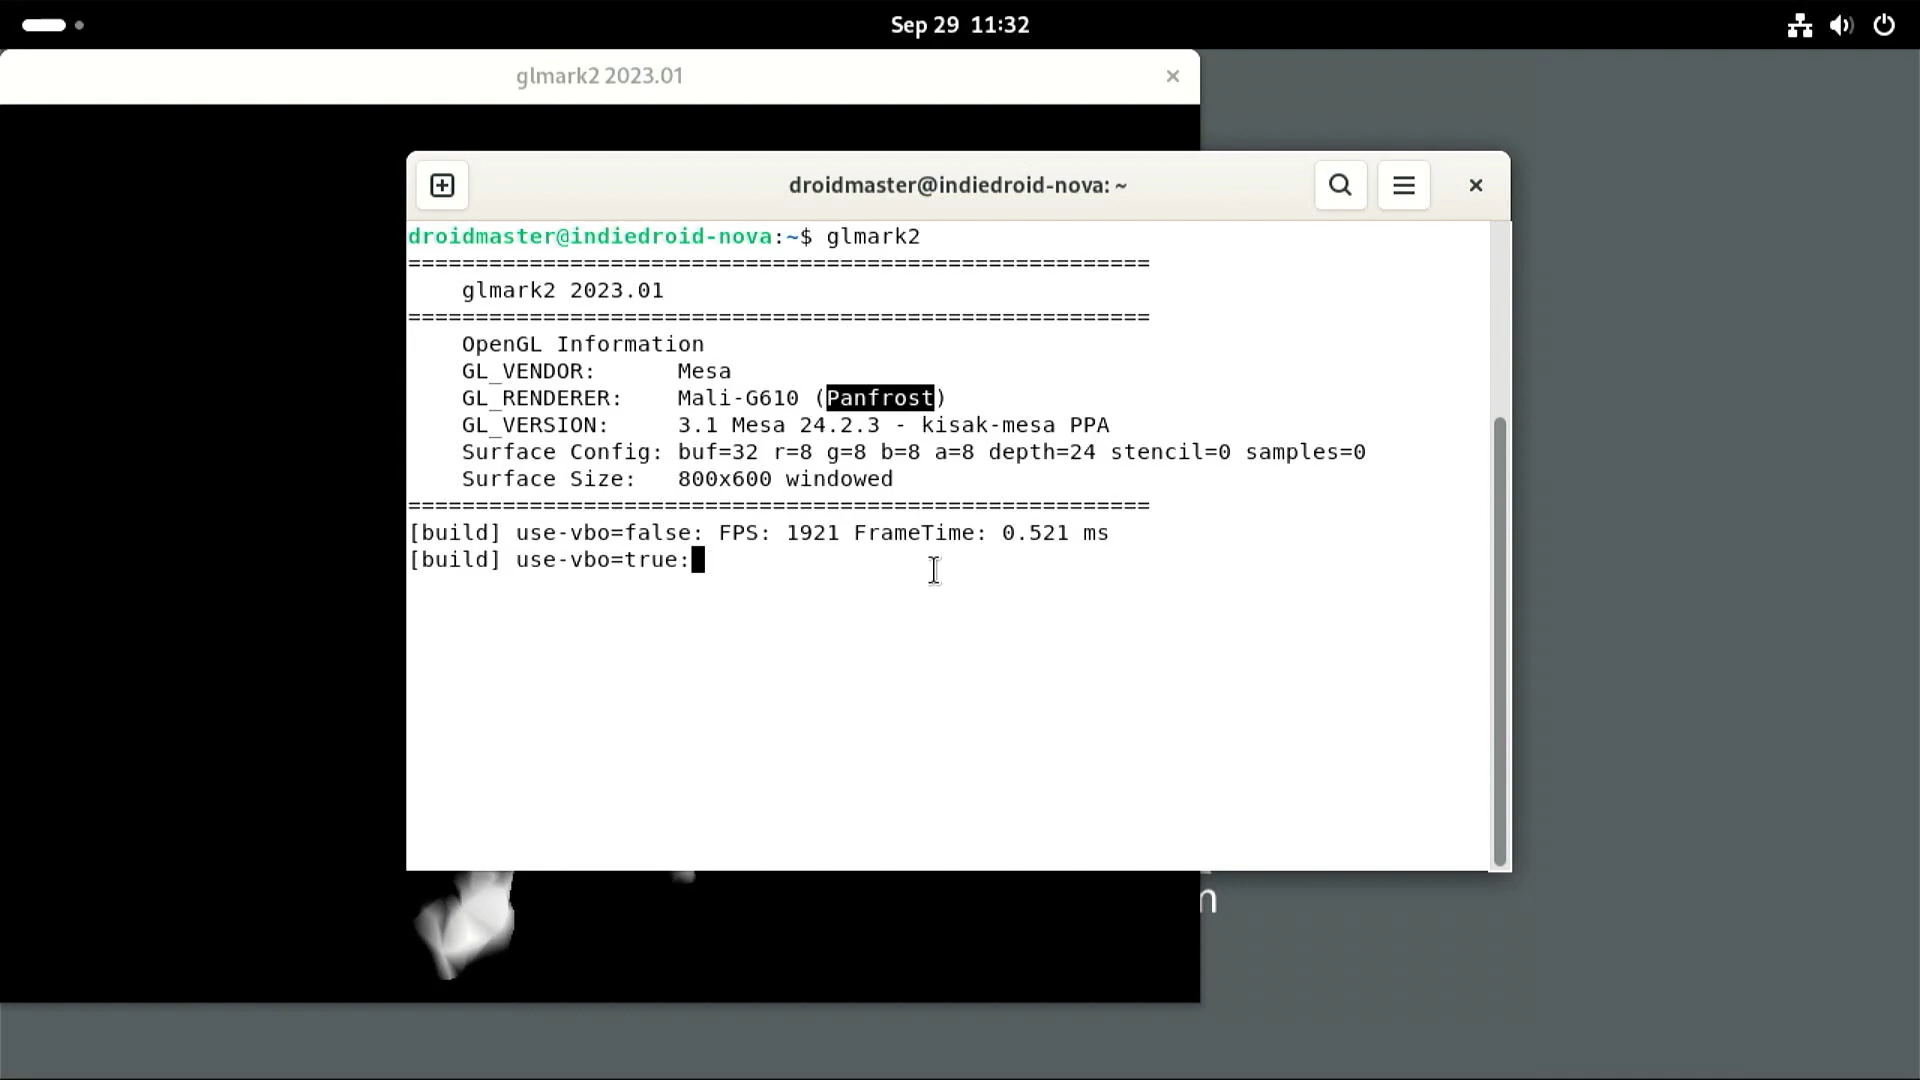 Sep 29 11:32
glmark2 2023.01
droidmaster@indiedroid-nova: ~
droidmaster@indiedroid-nova:~$ glmark2
=======================================================
    glmark2 2023.01
=======================================================
    OpenGL Information
    GL_VENDOR:      Mesa
    GL_RENDERER:    Mali-G610 (Panfrost)
    GL_VERSION:     3.1 Mesa 24.2.3 - kisak-mesa PPA
    Surface Config: buf=32 r=8 g=8 b=8 a=8 depth=24 stencil=0 samples=0
    Surface Size:   800x600 windowed
=======================================================
[build] use-vbo=false: FPS: 1921 FrameTime: 0.521 ms
[build] use-vbo=true: